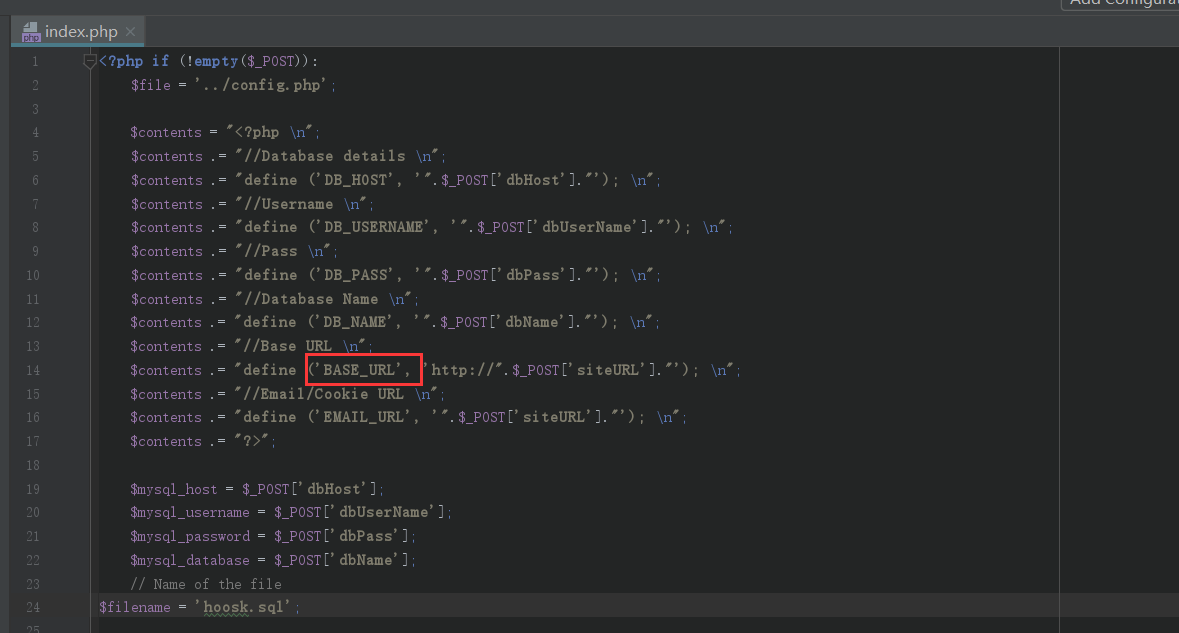 Add Configurat
index.php
1 <?php if (!empty($_POST)):
2 $file = '../config.php';
3
4 $contents = "<?php \n";
5 $contents .= "//Database details \n";
6 $contents .= "define ('DB_HOST', '".$_POST['dbHost']."'); \n";
7 $contents .= "//Username \n";
8 $contents .= "define ('DB_USERNAME', '".$_POST['dbUserName']."'); \n";
9 $contents .= "//Pass \n";
10 $contents .= "define ('DB_PASS', '".$_POST['dbPass']."'); \n";
11 $contents .= "//Database Name \n";
12 $contents .= "define ('DB_NAME', '".$_POST['dbName']."'); \n";
13 $contents .= "//Base URL \n";
14 $contents .= "define ('BASE_URL', 'http://".$_POST['siteURL']."'); \n";
15 $contents .= "//Email/Cookie URL \n";
16 $contents .= "define ('EMAIL_URL', '".$_POST['siteURL']."'); \n";
17 $contents .= "?>";
18
19 $mysql_host = $_POST['dbHost'];
20 $mysql_username = $_POST['dbUserName'];
21 $mysql_password = $_POST['dbPass'];
22 $mysql_database = $_POST['dbName'];
23 // Name of the file
24 $filename = 'hoosk.sql';
25